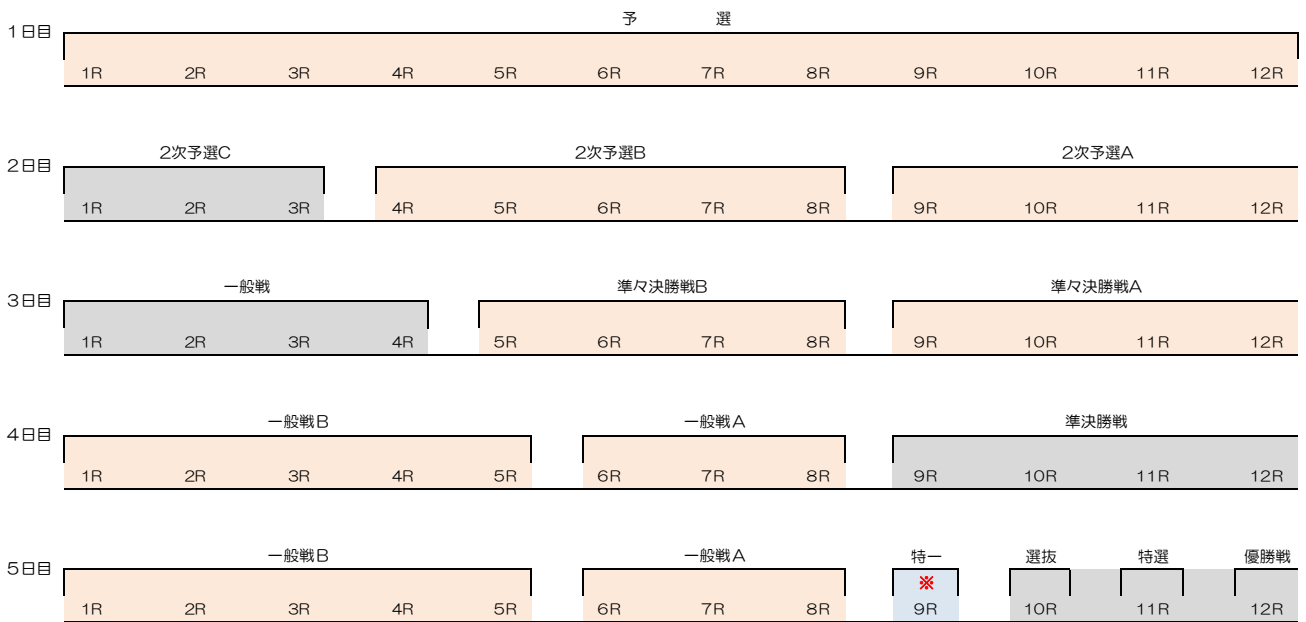 予 選
1日目
1R 2R 3R 4R 5R 6R 7R 8R 9R 10R 11R 12R
2次予選C 2次予選B 2次予選A
2日目
1R 2R 3R 4R 5R 6R 7R 8R 9R 10R 11R 12R
一般戦 準々決勝戦B 準々決勝戦A
3日目
1R 2R 3R 4R 5R 6R 7R 8R 9R 10R 11R 12R
一般戦B 一般戦A 準決勝戦
4日目
1R 2R 3R 4R 5R 6R 7R 8R 9R 10R 11R 12R
一般戦B 一般戦A 特一 選抜 特選 優勝戦
5日目
※
1R 2R 3R 4R 5R 6R 7R 8R 9R 10R 11R 12R